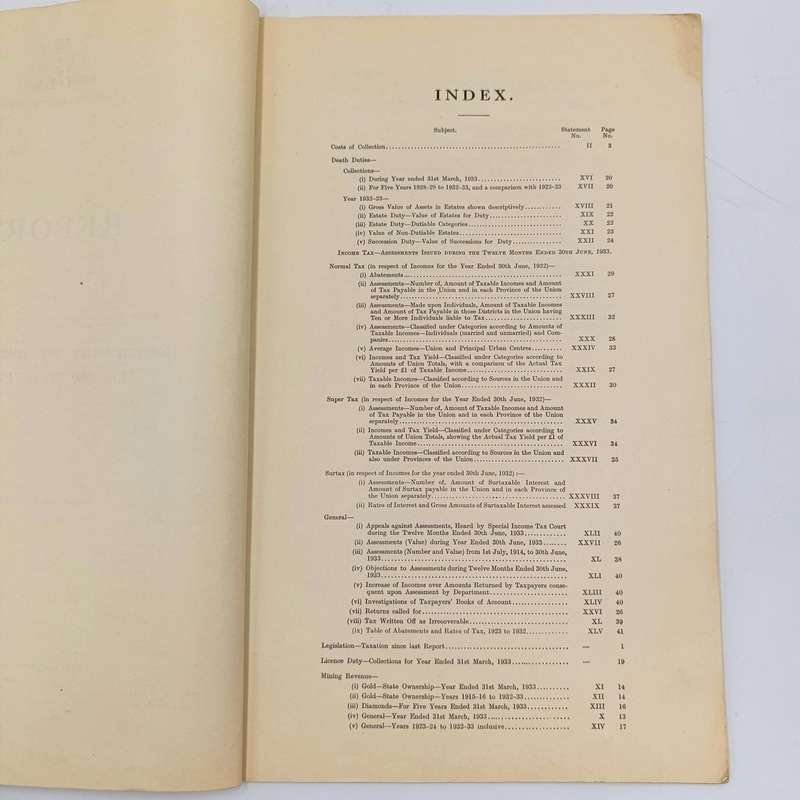 INDEX.
Subject. Statement No. Page No.
Costs of Collection II 3
Death Duties—
Collections—
(i) During Year ended 31st March, 1933 XVI 20
(ii) For Five Years 1928-29 to 1932-33, and a comparison with 1922-23 XVII 20
Year 1932-33—
(i) Gross Value of Assets in Estates shown descriptively XVIII 21
(ii) Estate Duty—Value of Estates for Duty XIX 22
(iii) Estate Duty—Dutiable Categories XX 22
(iv) Value of Non-Dutiable Estates XXI 23
(v) Succession Duty—Value of Successions for Duty XXII 24
Income Tax—Assessments Issued during the Twelve Months Ended 30th June, 1933.
Normal Tax (in respect of Incomes for the Year Ended 30th June, 1932)—
(i) Abatements XXXI 29
(ii) Assessments—Number of, Amount of Taxable Incomes and Amount
of Tax Payable in the Union and in each Province of the Union
separately XXVIII 27
(iii) Assessments—Made upon Individuals, Amount of Taxable Incomes
and Amount of Tax Payable in those Districts in the Union having
Ten or More Individuals liable to Tax XXXIII 32
(iv) Assessments—Classified under Categories according to Amounts of
Taxable Incomes—Individuals (married and unmarried) and Com-
panies XXX 28
(v) Average Incomes—Union and Principal Urban Centres XXXIV 33
(vi) Incomes and Tax Yield—Classified under Categories according to
Amounts of Union Totals, with a comparison of the Actual Tax
Yield per £1 of Taxable Income XXIX 27
(vii) Taxable Incomes—Classified according to Sources in the Union and
in each Province of the Union XXXII 30
Super Tax (in respect of Incomes for the Year Ended 30th June, 1932)—
(i) Assessments—Number of, Amount of Taxable Incomes and Amount
of Tax Payable in the Union and in each Province of the Union
separately XXXV 34
(ii) Incomes and Tax Yield—Classified under Categories according to
Amounts of Union Totals, showing the Actual Tax Yield per £1 of
Taxable Income XXXVI 34
(iii) Taxable Incomes—Classified according to Sources in the Union and
also under Provinces of the Union XXXVII 35
Surtax (in respect of Incomes for the year ended 30th June, 1932) :—
(i) Assessments—Number of, Amount of Surtaxable Interest and
Amount of Surtax payable in the Union and in each Province of
the Union separately XXXVIII 37
(ii) Rates of Interest and Gross Amounts of Surtaxable Interest assessed XXXIX 37
General—
(i) Appeals against Assessments, Heard by Special Income Tax Court
during the Twelve Months Ended 30th June, 1933 XLII 40
(ii) Assessments (Value) during Year Ended 30th June, 1933 XXVII 26
(iii) Assessments (Number and Value) from 1st July, 1914, to 30th June,
1933 XL 38
(iv) Objections to Assessments during Twelve Months Ended 30th June,
1933 XLI 40
(v) Increase of Incomes over Amounts Returned by Taxpayers conse-
quent upon Assessment by Department XLIII 40
(vi) Investigations of Taxpayers' Books of Account XLIV 40
(vii) Returns called for XXVI 26
(viii) Tax Written Off as Irrecoverable XL 39
(ix) Table of Abatements and Rates of Tax, 1923 to 1932 XLV 41
Legislation—Taxation since last Report — 1
Licence Duty—Collections for Year Ended 31st March, 1933 — 19
Mining Revenue—
(i) Gold—State Ownership—Year Ended 31st March, 1933 XI 14
(ii) Gold—State Ownership—Years 1915-16 to 1932-33 XII 14
(iii) Diamonds—For Five Years Ended 31st March, 1933 XIII 16
(iv) General—Year Ended 31st March, 1933 X 13
(v) General—Years 1923-24 to 1932-33 inclusive XIV 17